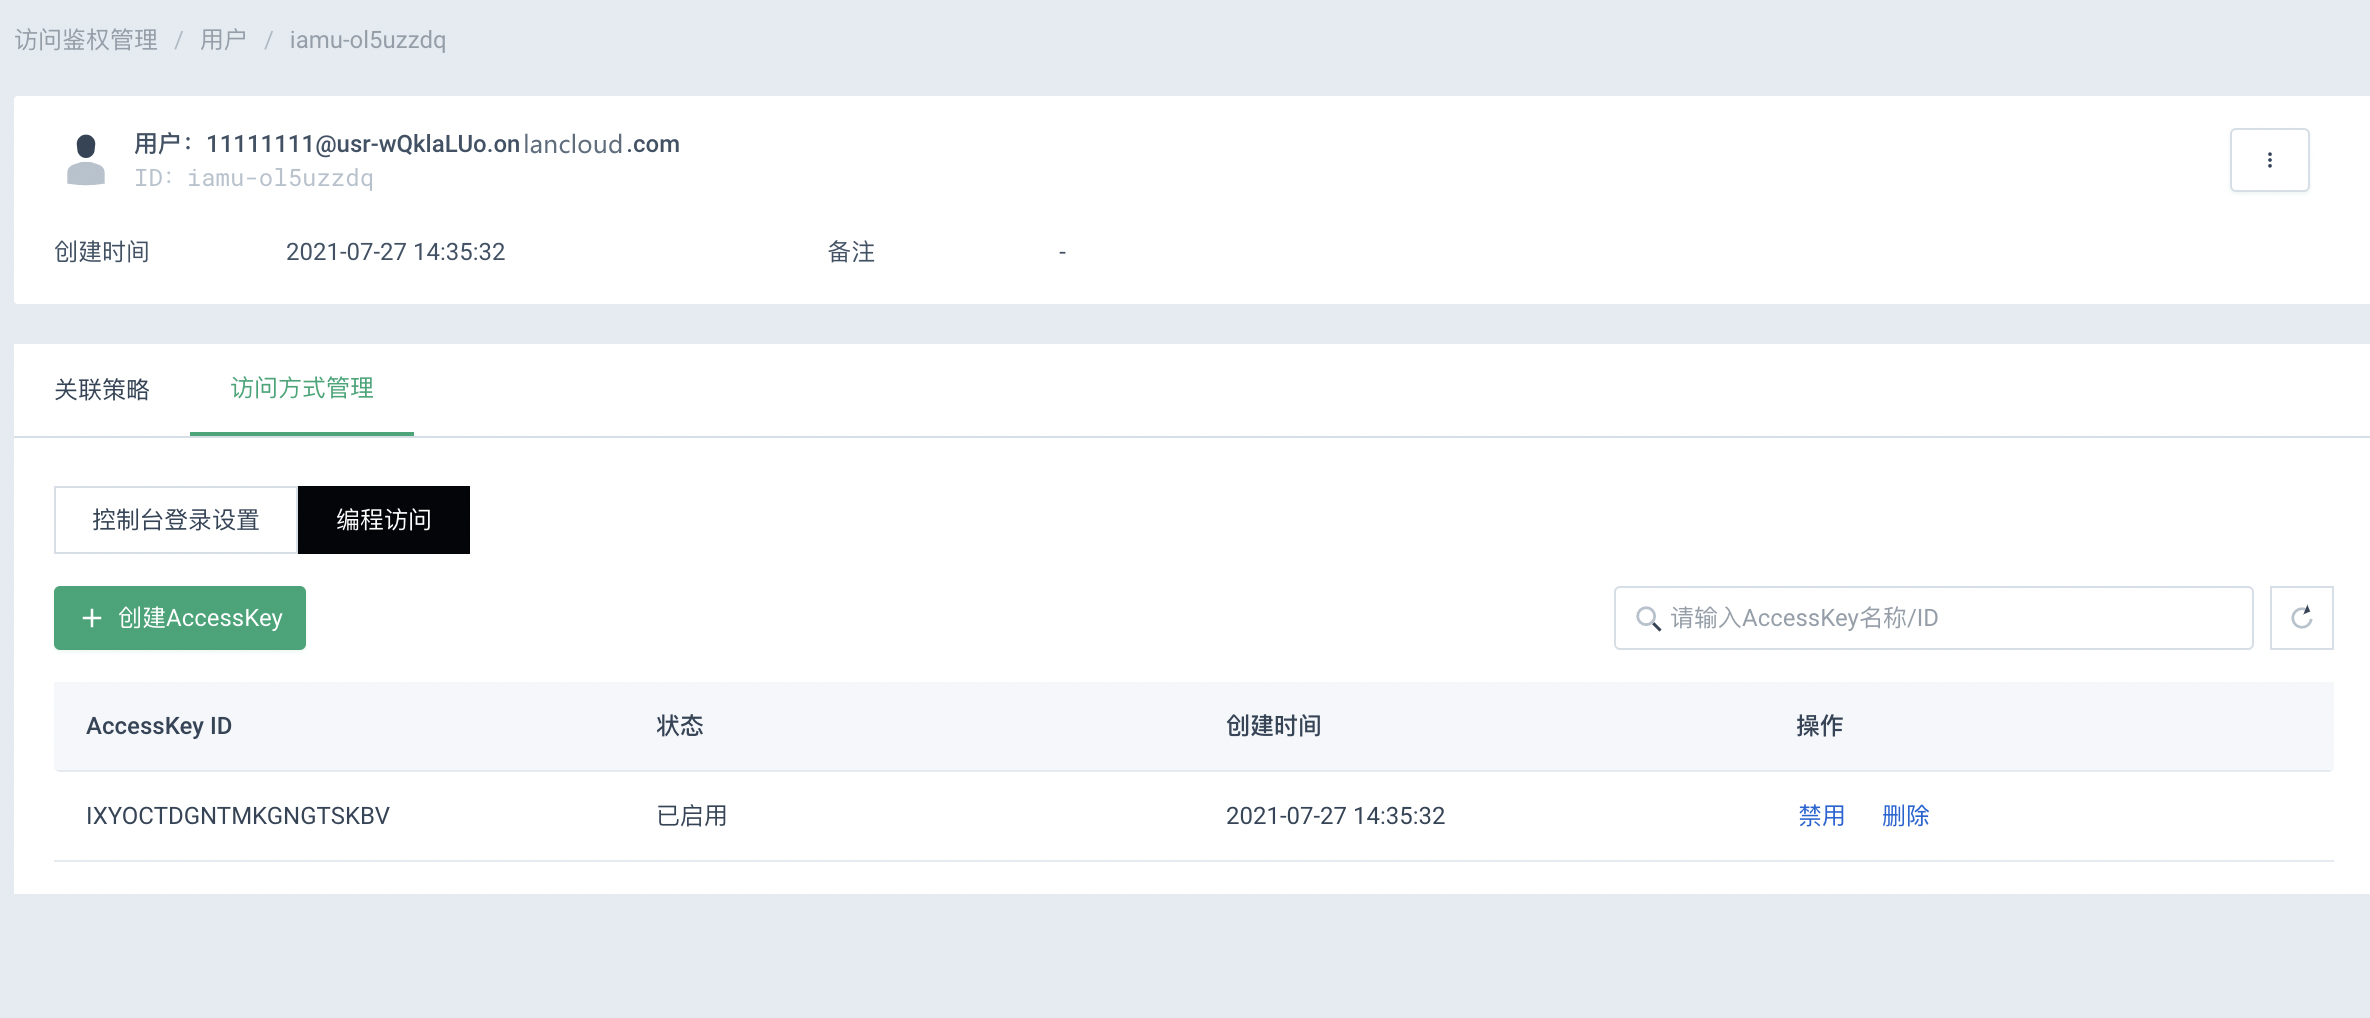 访问鉴权管理 / 用户 / iamu-ol5uzzdq
用户：11111111@usr-wQklaLUo.onlancloud.com
ID: iamu-ol5uzzdq
创建时间 2021-07-27 14:35:32 备注 -
关联策略 访问方式管理
控制台登录设置 编程访问
+ 创建AccessKey 请输入AccessKey名称/ID
AccessKey ID 状态 创建时间 操作
IXYOCTDGNTMKGNGTSKBV 已启用 2021-07-27 14:35:32 禁用 删除